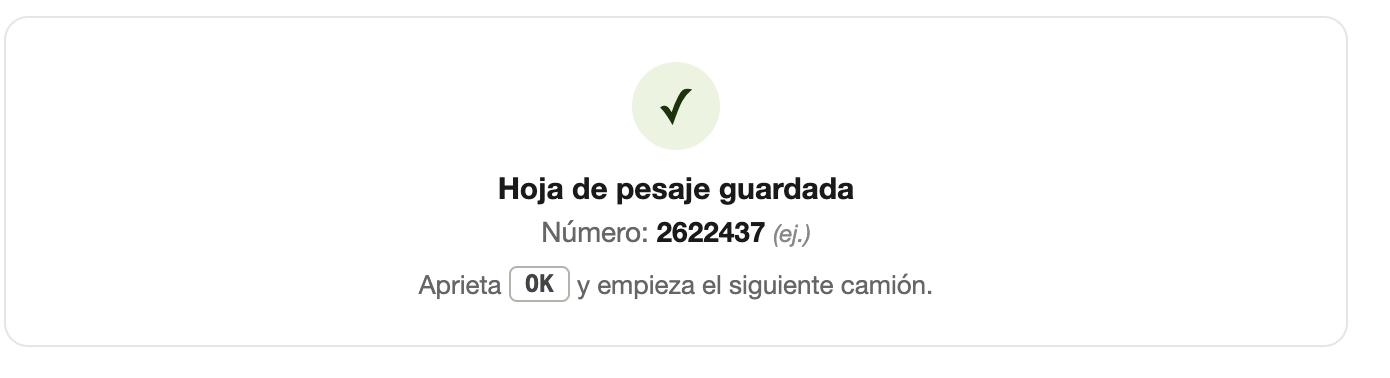 Hoja de pesaje guardada
Número: 2622437 (ej.)
Aprieta OK y empieza el siguiente camión.